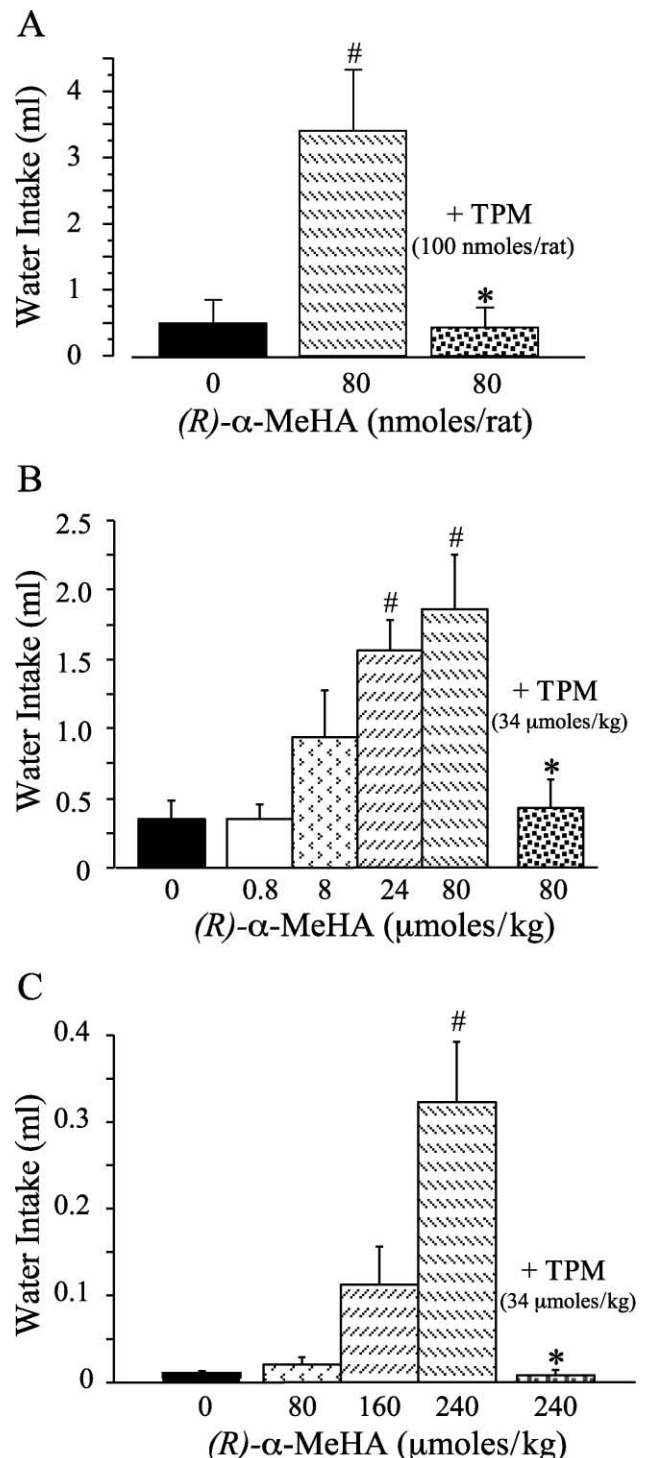 A
Water Intake (ml)
4
3
2
1
0
#
+ TPM
(100 nmoles/rat)
*
0 80 80
(R)-α-MeHA (nmoles/rat)
B
Water Intake (ml)
2.5
2.0
1.5
1.0
0.5
0
#
#
+ TPM
(34 μmoles/kg)
*
0 0.8 8 24 80 80
(R)-α-MeHA (μmoles/kg)
C
Water Intake (ml)
0.4
0.3
0.2
0.1
0
#
+ TPM
(34 μmoles/kg)
*
0 80 160 240 240
(R)-α-MeHA (μmoles/kg)